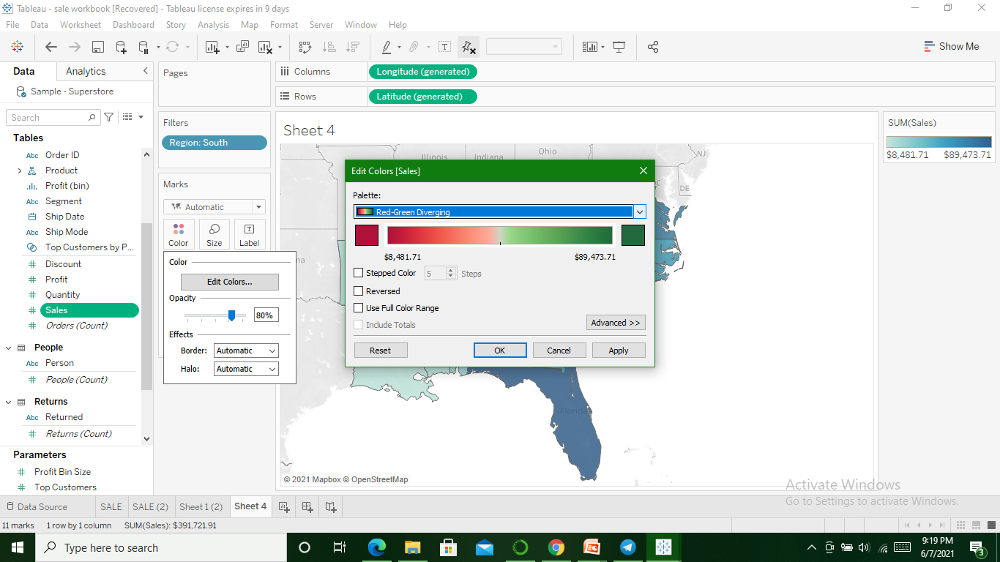 Tableau - sale workbook [Recovered] - Tableau license expires in 9 days
File Data Worksheet Dashboard Story Analysis Map Format Server Window Help
Show Me
Data Analytics
Sample - Superstore
Search
Tables
Abc Order ID
Product
Profit (bin)
Abc Segment
Ship Date
Abc Ship Mode
Top Customers by P...
# Discount
# Profit
# Quantity
# Sales
# Orders (Count)
People
Abc Person
# People (Count)
Returns
Abc Returned
# Returns (Count)
Parameters
# Profit Bin Size
# Top Customers
Pages
Filters
Region: South
Marks
Automatic
Color Size Label
Color
Edit Colors...
Opacity
80%
Effects
Border: Automatic
Halo: Automatic
Columns Longitude (generated)
Rows Latitude (generated)
Sheet 4
Illinois Indiana Ohio NJ
DE
Florida
© 2021 Mapbox © OpenStreetMap
Edit Colors [Sales]
Palette:
Red-Green Diverging
$8,481.71 $89,473.71
Stepped Color 5 Steps
Reversed
Use Full Color Range
Include Totals
Advanced >>
Reset OK Cancel Apply
SUM(Sales)
$8,481.71 $89,473.71
Activate Windows
Go to Settings to activate Windows.
Data Source SALE SALE (2) Sheet 1 (2) Sheet 4
11 marks 1 row by 1 column SUM(Sales): $391,721.91
Type here to search
9:19 PM
6/7/2021
3